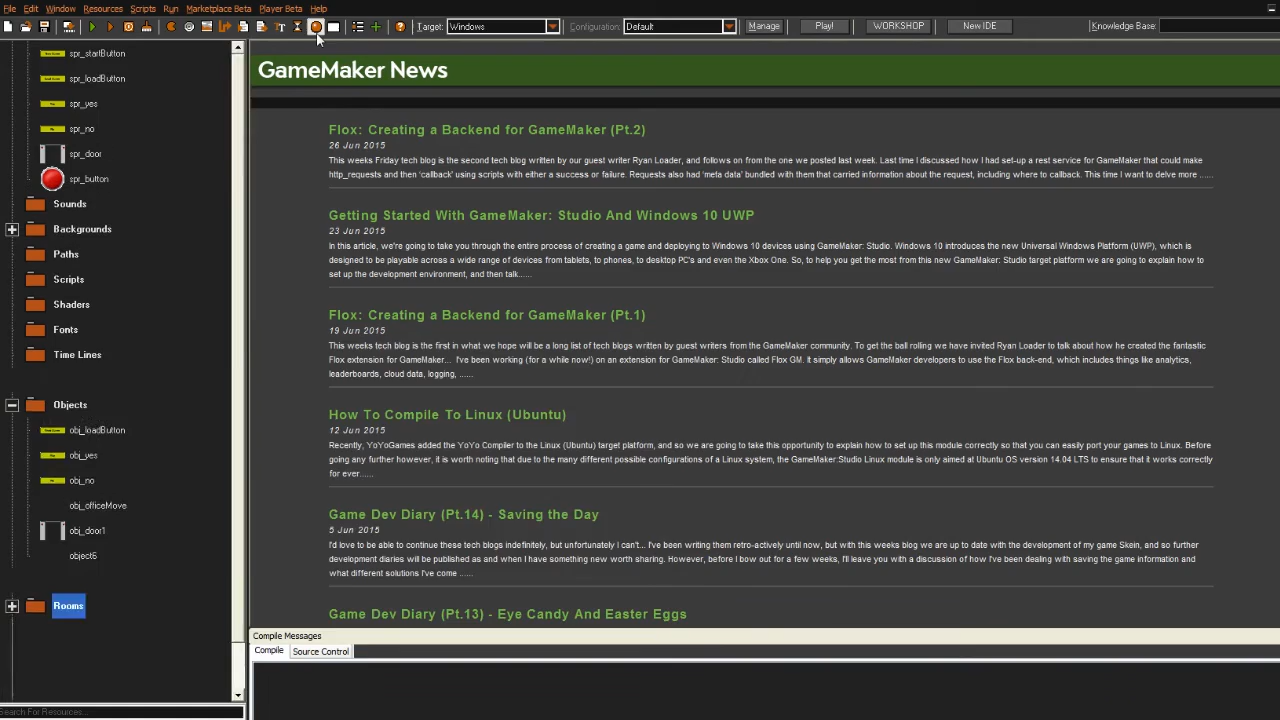 File Edit Window Resources Scripts Run Marketplace Beta Player Beta Help
Target: Windows Configuration: Default Manage Play! WORKSHOP New IDE Knowledge Base:
spr_startButton
spr_loadButton
spr_yes
spr_no
spr_door
spr_button
Sounds
Backgrounds
Paths
Scripts
Shaders
Fonts
Time Lines
Objects
obj_loadButton
obj_yes
obj_no
obj_officeMove
obj_door1
object6
Rooms
Search For Resources...
GameMaker News
Flox: Creating a Backend for GameMaker (Pt.2)
26 Jun 2015
This weeks Friday tech blog is the second tech blog written by our guest writer Ryan Loader, and follows on from the one we posted last week. Last time I discussed how I had set-up a rest service for GameMaker that could make
http_requests and then 'callback' using scripts with either a success or failure. Requests also had 'meta data' bundled with them that carried information about the request, including where to callback. This time I want to delve more ......
Getting Started With GameMaker: Studio And Windows 10 UWP
23 Jun 2015
In this article, we're going to take you through the entire process of creating a game and deploying to Windows 10 devices using GameMaker: Studio. Windows 10 introduces the new Universal Windows Platform (UWP), which is
designed to be playable across a wide range of devices from tablets, to phones, to desktop PC's and even the Xbox One. So, to help you get the most from this new GameMaker: Studio target platform we are going to explain how to
set up the development environment, and then talk......
Flox: Creating a Backend for GameMaker (Pt.1)
19 Jun 2015
This weeks tech blog is the first in what we hope will be a long list of tech blogs written by guest writers from the GameMaker community. To get the ball rolling we have invited Ryan Loader to talk about how he created the fantastic
Flox extension for GameMaker... I've been working (for a while now!) on an extension for GameMaker: Studio called Flox GM. It simply allows GameMaker developers to use the Flox back-end, which includes things like analytics,
leaderboards, cloud data, logging, ......
How To Compile To Linux (Ubuntu)
12 Jun 2015
Recently, YoYoGames added the YoYo Compiler to the Linux (Ubuntu) target platform, and so we are going to take this opportunity to explain how to set up this module correctly so that you can easily port your games to Linux. Before
going any further however, it is worth noting that due to the many different possible configurations of a Linux system, the GameMaker:Studio Linux module is only aimed at Ubuntu OS version 14.04 LTS to ensure that it works correctly
for ever......
Game Dev Diary (Pt.14) - Saving the Day
5 Jun 2015
I'd love to be able to continue these tech blogs indefinitely, but unfortunately I can't... I've been writing them retro-actively until now, but with this weeks blog we are up to date with the development of my game Skein, and so further
development diaries will be published as and when I have something new worth sharing. However, before I bow out for a few weeks, I'll leave you with a discussion of how I've been dealing with saving the game information and
what different solutions I've come ......
Game Dev Diary (Pt.13) - Eye Candy And Easter Eggs
Compile Messages
Compile Source Control